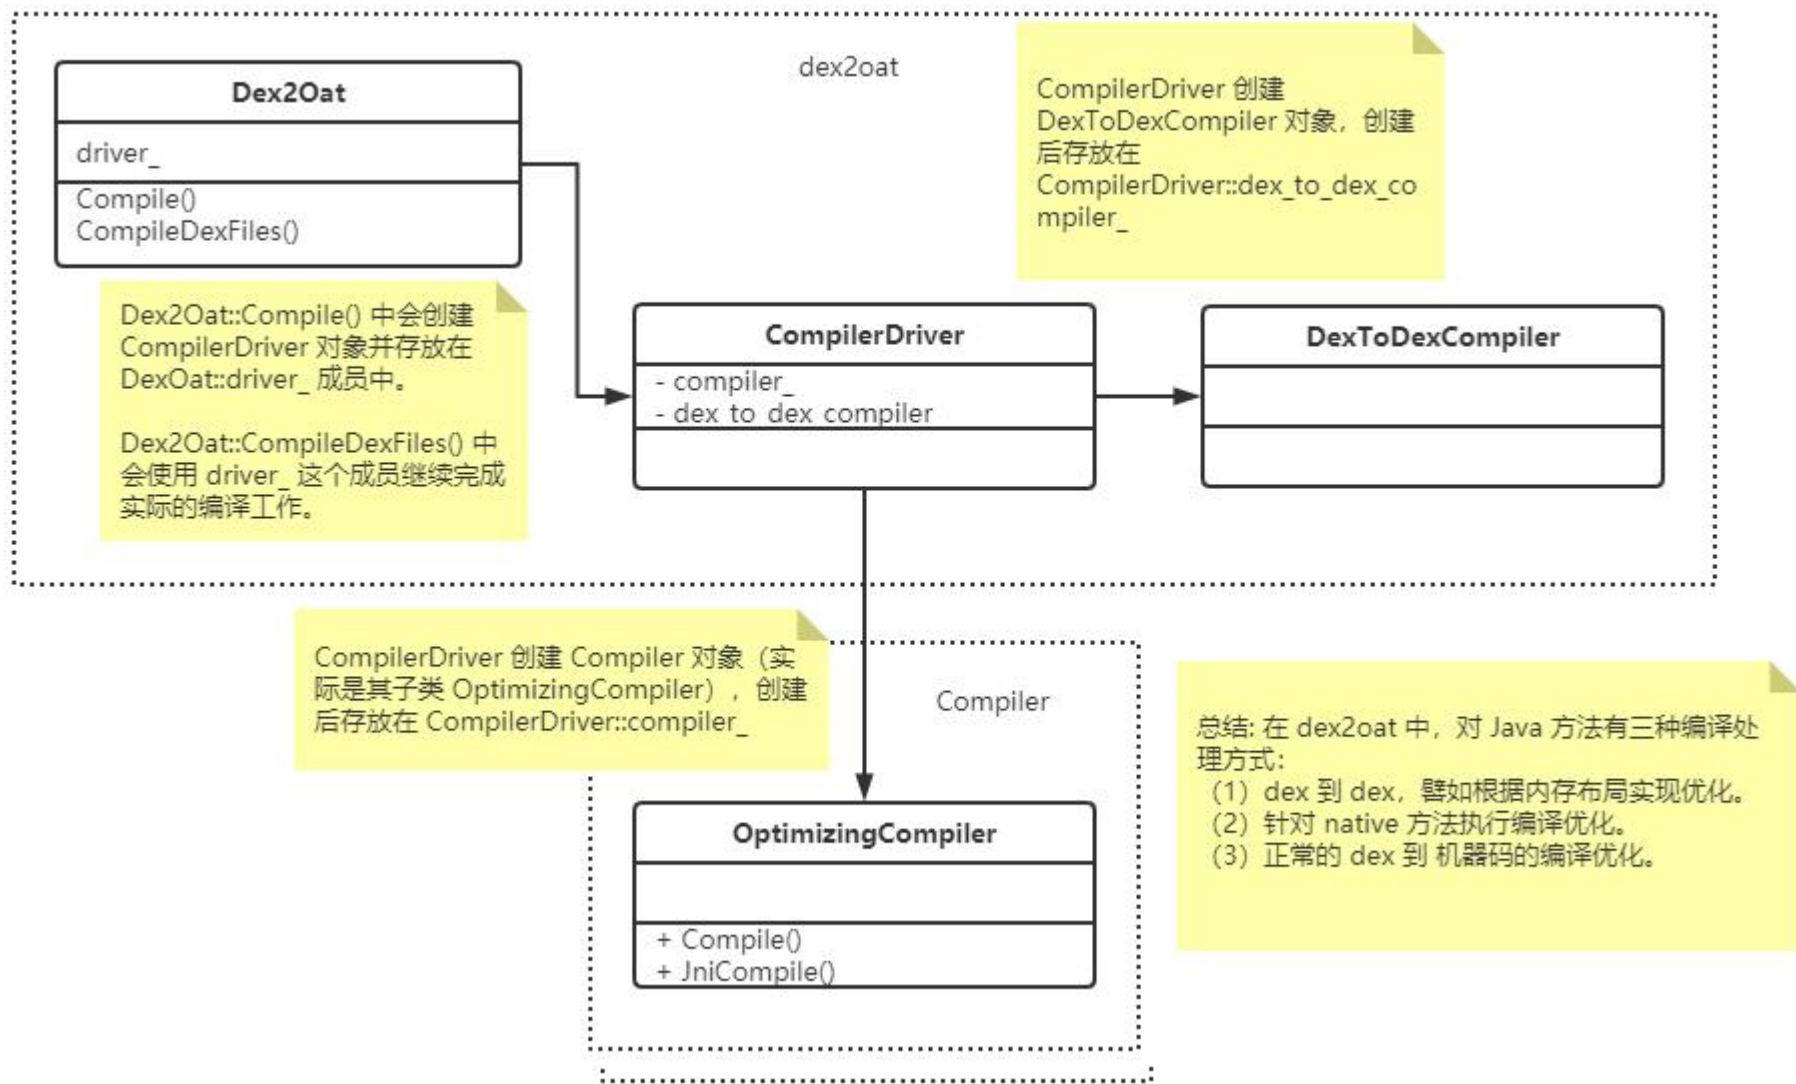 dex2oat
Dex2Oat
driver_
Compile()
CompileDexFiles()
CompilerDriver 创建
DexToDexCompiler 对象，创建
后存放在
CompilerDriver::dex_to_dex_co
mpiler_
Dex2Oat::Compile() 中会创建
CompilerDriver 对象并存放在
DexOat::driver_ 成员中。
Dex2Oat::CompileDexFiles() 中
会使用 driver_ 这个成员继续完成
实际的编译工作。
CompilerDriver
- compiler_
- dex_to_dex_compiler
DexToDexCompiler
CompilerDriver 创建 Compiler 对象（实
际是其子类 OptimizingCompiler），创建
后存放在 CompilerDriver::compiler_
Compiler
OptimizingCompiler
+ Compile()
+ JniCompile()
总结: 在 dex2oat 中，对 Java 方法有三种编译处
理方式：
（1）dex 到 dex，譬如根据内存布局实现优化。
（2）针对 native 方法执行编译优化。
（3）正常的 dex 到 机器码的编译优化。